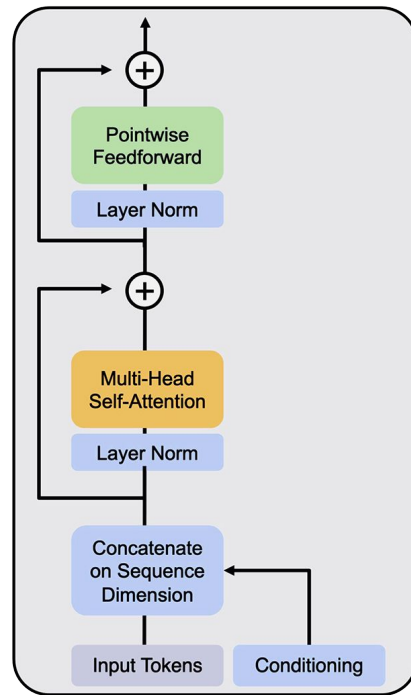 Pointwise
Feedforward
Layer Norm
Multi-Head
Self-Attention
Layer Norm
Concatenate
on Sequence
Dimension
Input Tokens
Conditioning